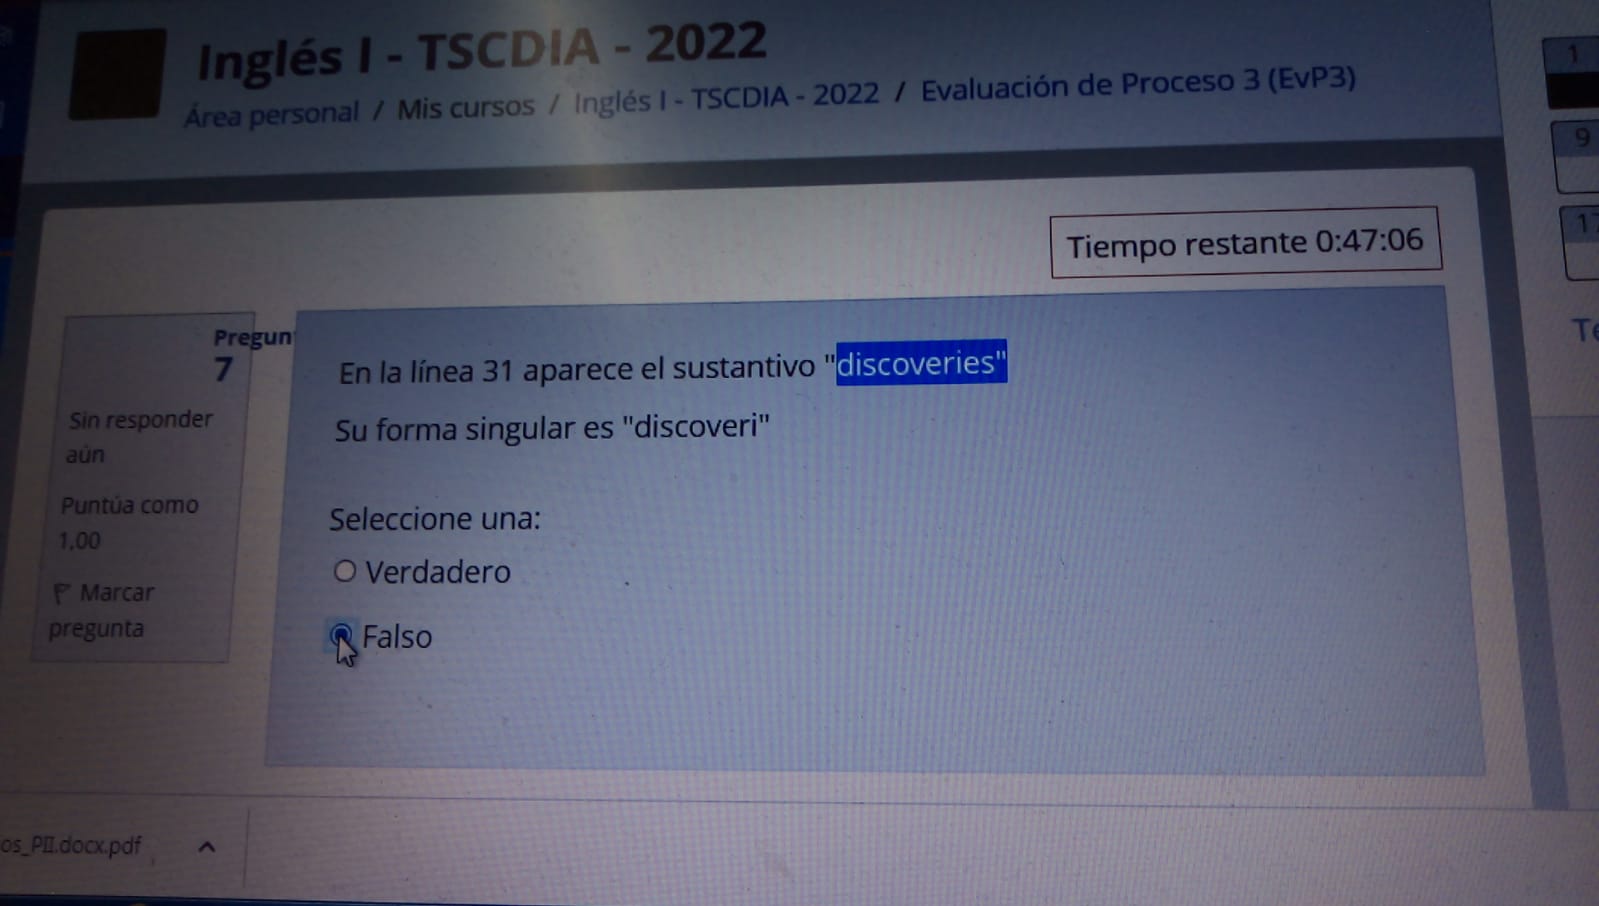 Inglés I - TSCDIA - 2022
Área personal / Mis cursos / Inglés I - TSCDIA - 2022 / Evaluación de Proceso 3 (EvP3)
1
9
17
Tiempo restante 0:47:06
Pregun
7
Sin responder
aún
Puntúa como
1,00
Marcar
pregunta
En la línea 31 aparece el sustantivo "discoveries"
Su forma singular es "discoveri"
Seleccione una:
Verdadero
Falso
os_PII.docx.pdf